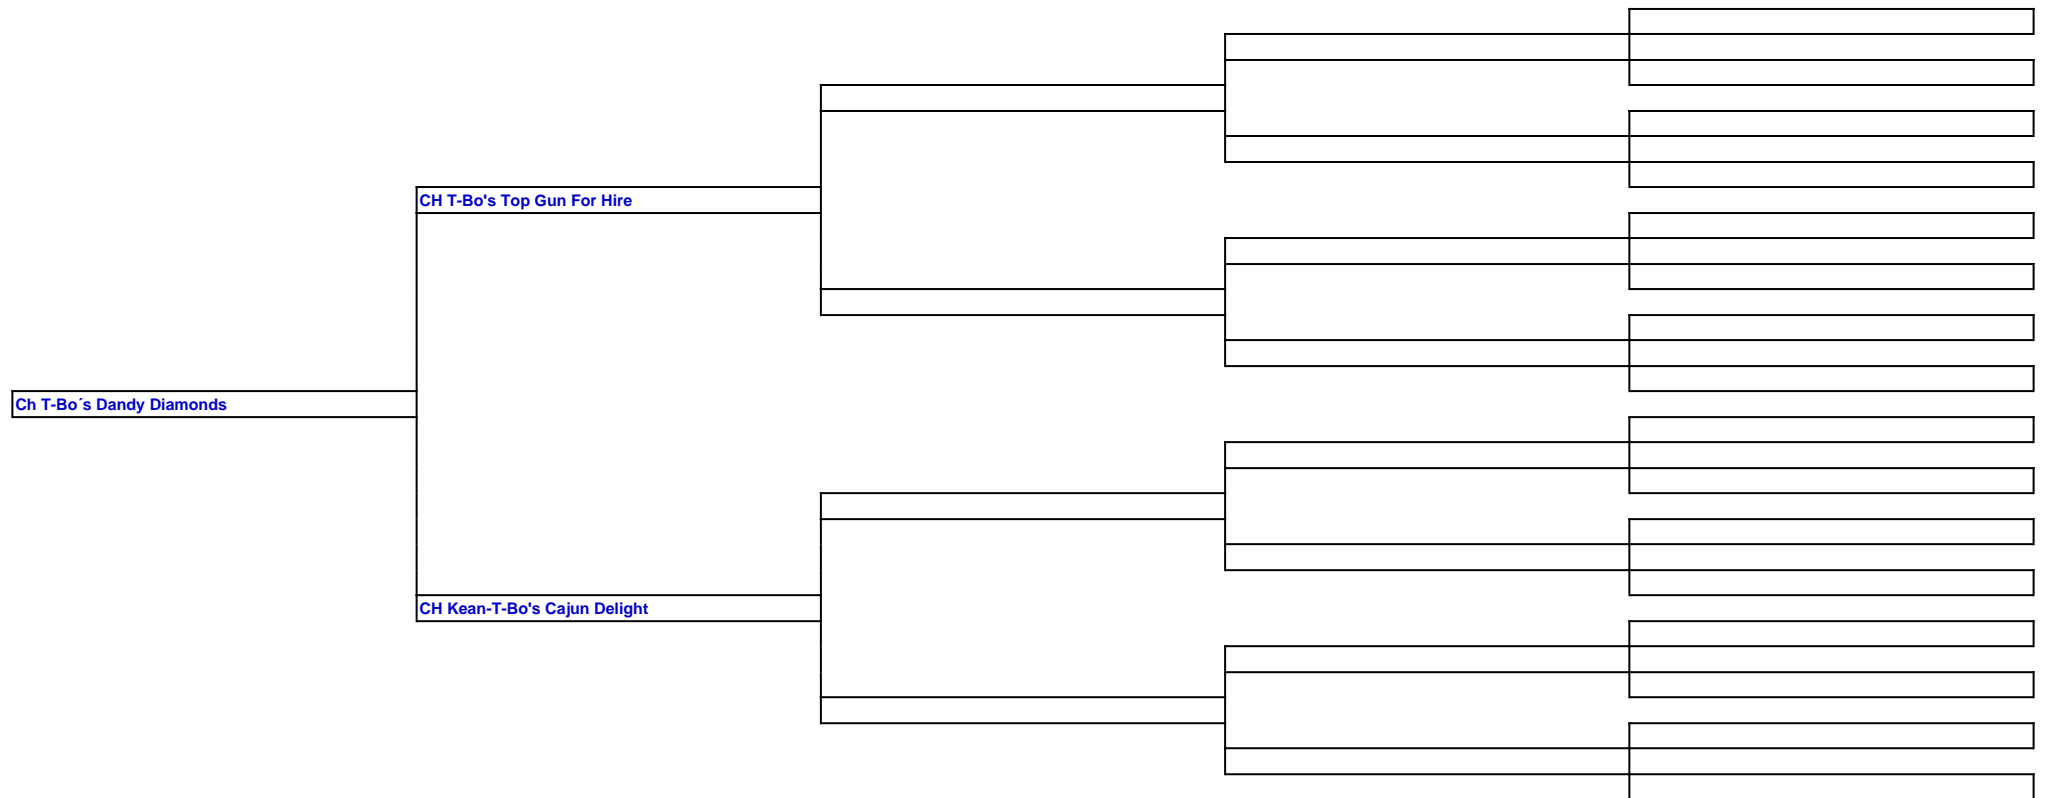 CH T-Bo's Top Gun For Hire
Ch T-Bo´s Dandy Diamonds
CH Kean-T-Bo's Cajun Delight